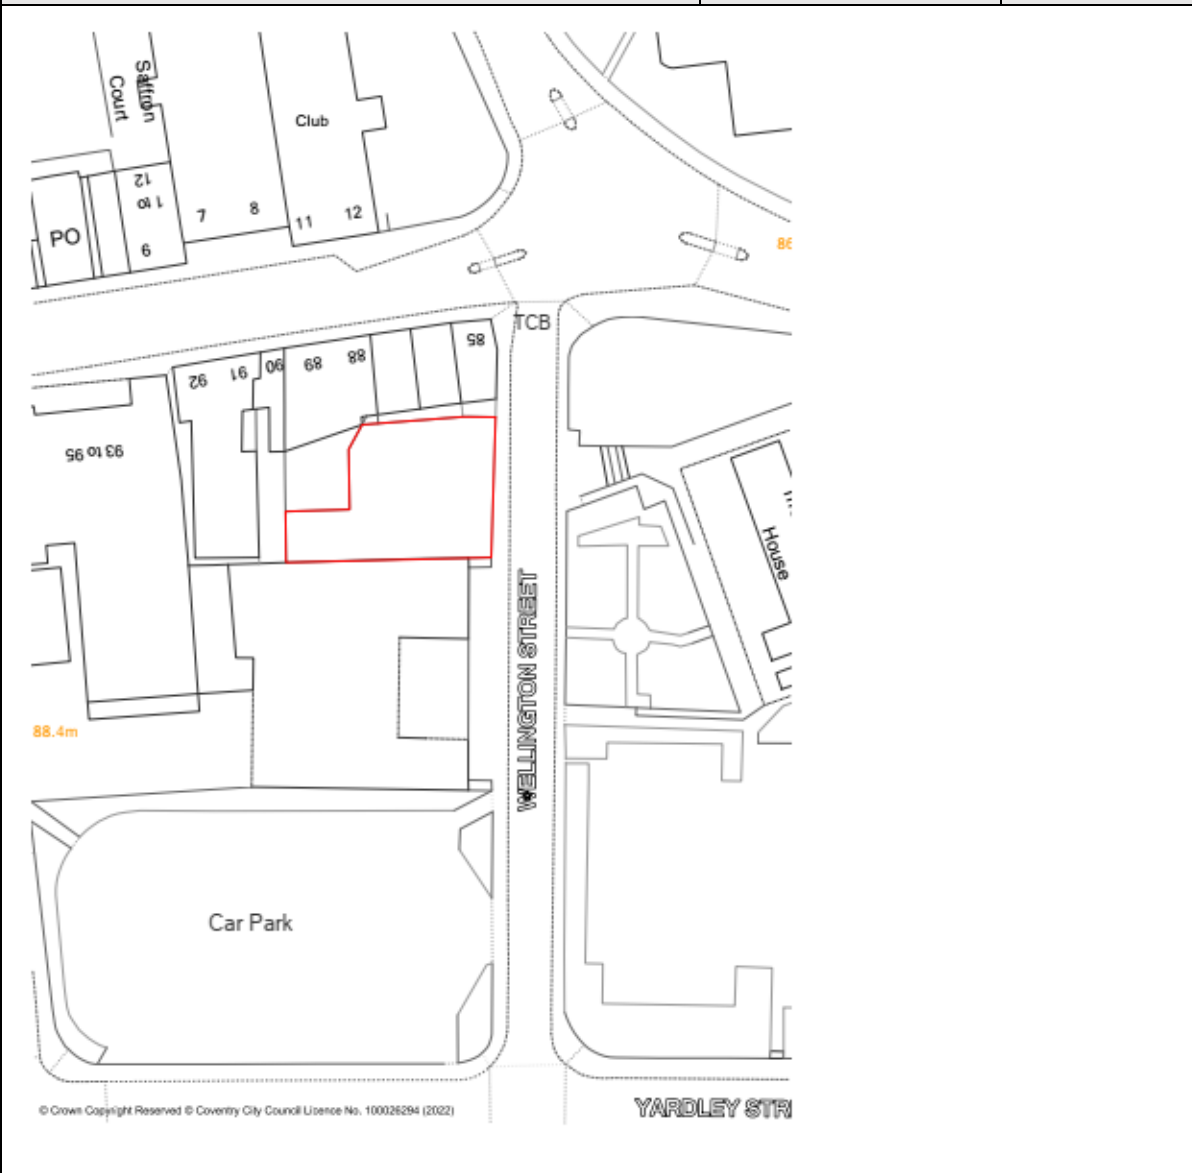 Saffron
Court
Club
12
1 to
9
PO
7
8
11
12
86
TCB
92
91
90
89
88
85
93 to 95
House
WELLINGTON STREET
88.4m
Car Park
© Crown Copyright Reserved © Coventry City Council Licence No. 100026294 (2022)
YARDLEY STR